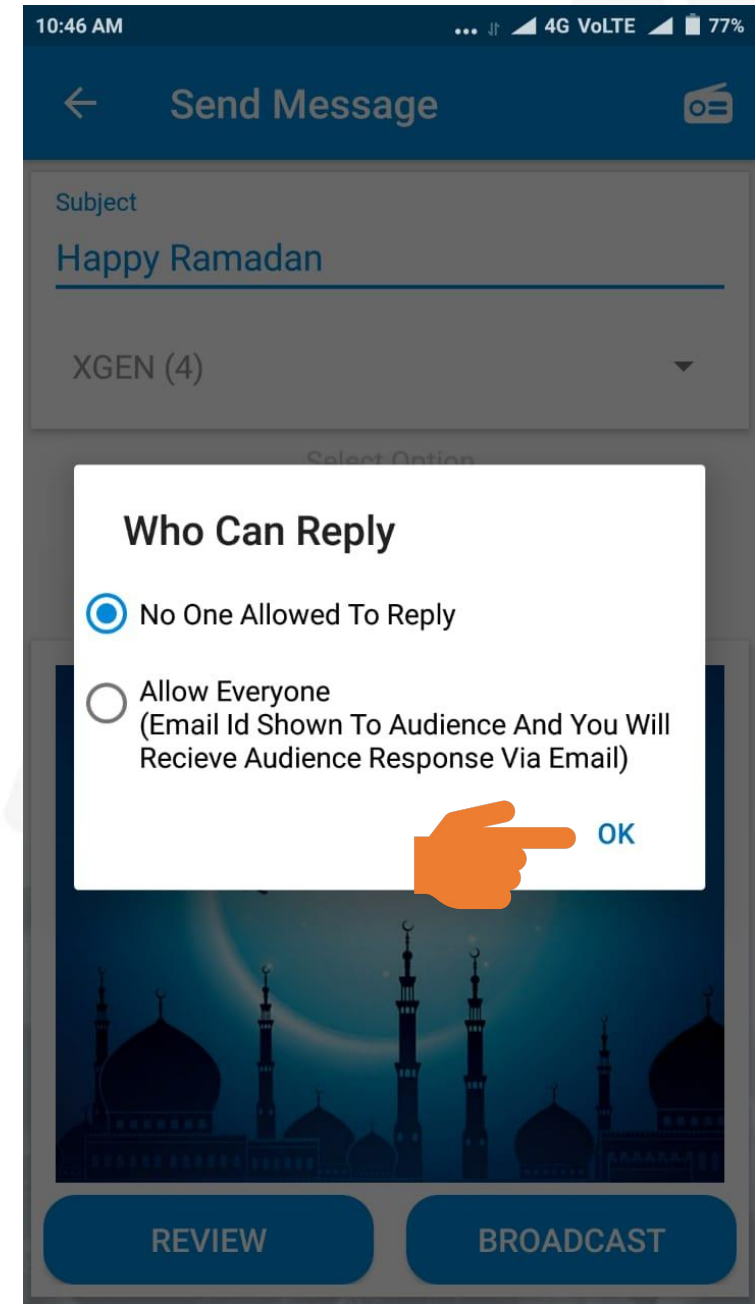 10:46 AM
4G VoLTE
77%
Send Message
Subject
Happy Ramadan
XGEN (4)
Select Option
Who Can Reply
No One Allowed To Reply
Allow Everyone
(Email Id Shown To Audience And You Will
Recieve Audience Response Via Email)
OK
REVIEW
BROADCAST